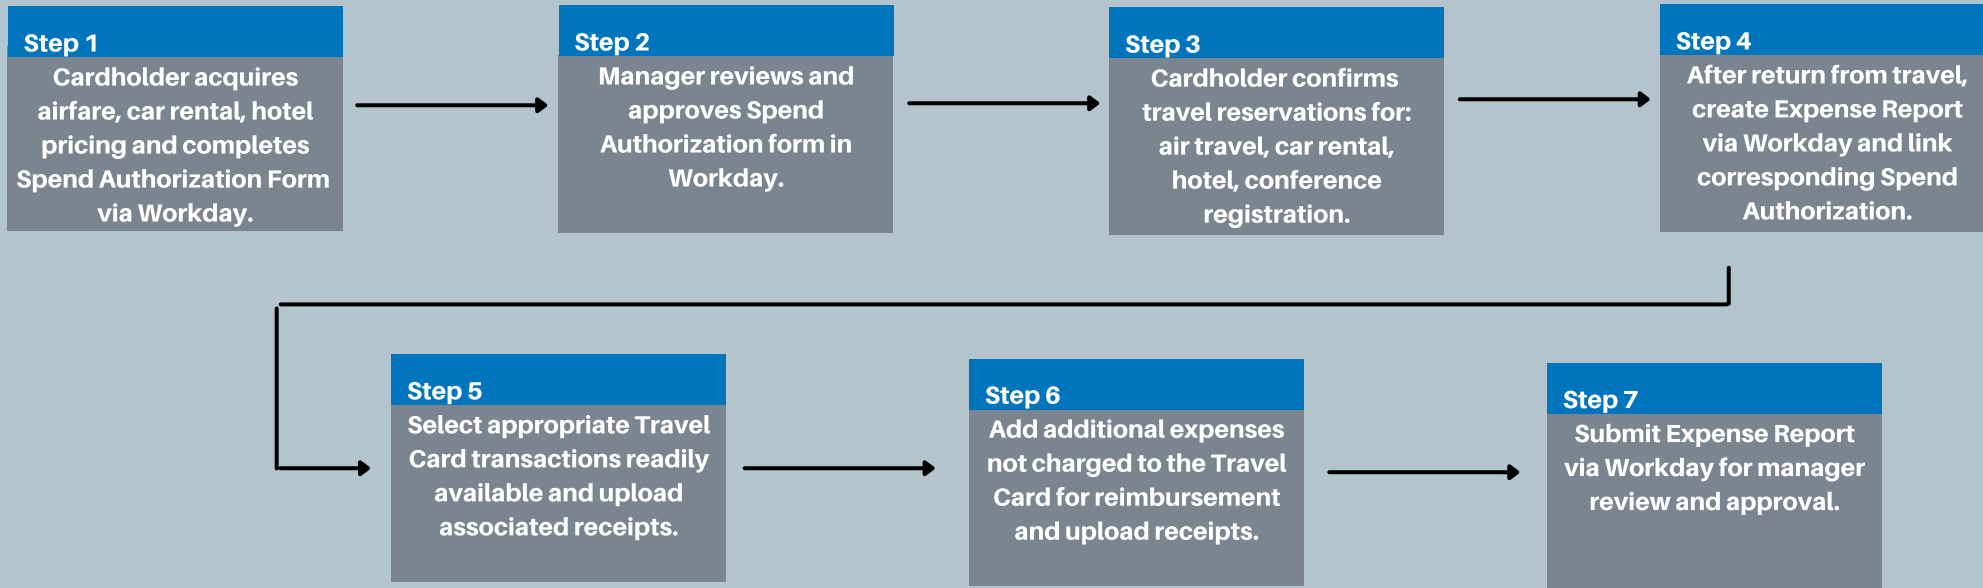 Step 1
Cardholder acquires
airfare, car rental, hotel
pricing and completes
Spend Authorization Form
via Workday.
Step 2
Manager reviews and
approves Spend
Authorization form in
Workday.
Step 3
Cardholder confirms
travel reservations for:
air travel, car rental,
hotel, conference
registration.
Step 4
After return from travel,
create Expense Report
via Workday and link
corresponding Spend
Authorization.
Step 5
Select appropriate Travel
Card transactions readily
available and upload
associated receipts.
Step 6
Add additional expenses
not charged to the Travel
Card for reimbursement
and upload receipts.
Step 7
Submit Expense Report
via Workday for manager
review and approval.